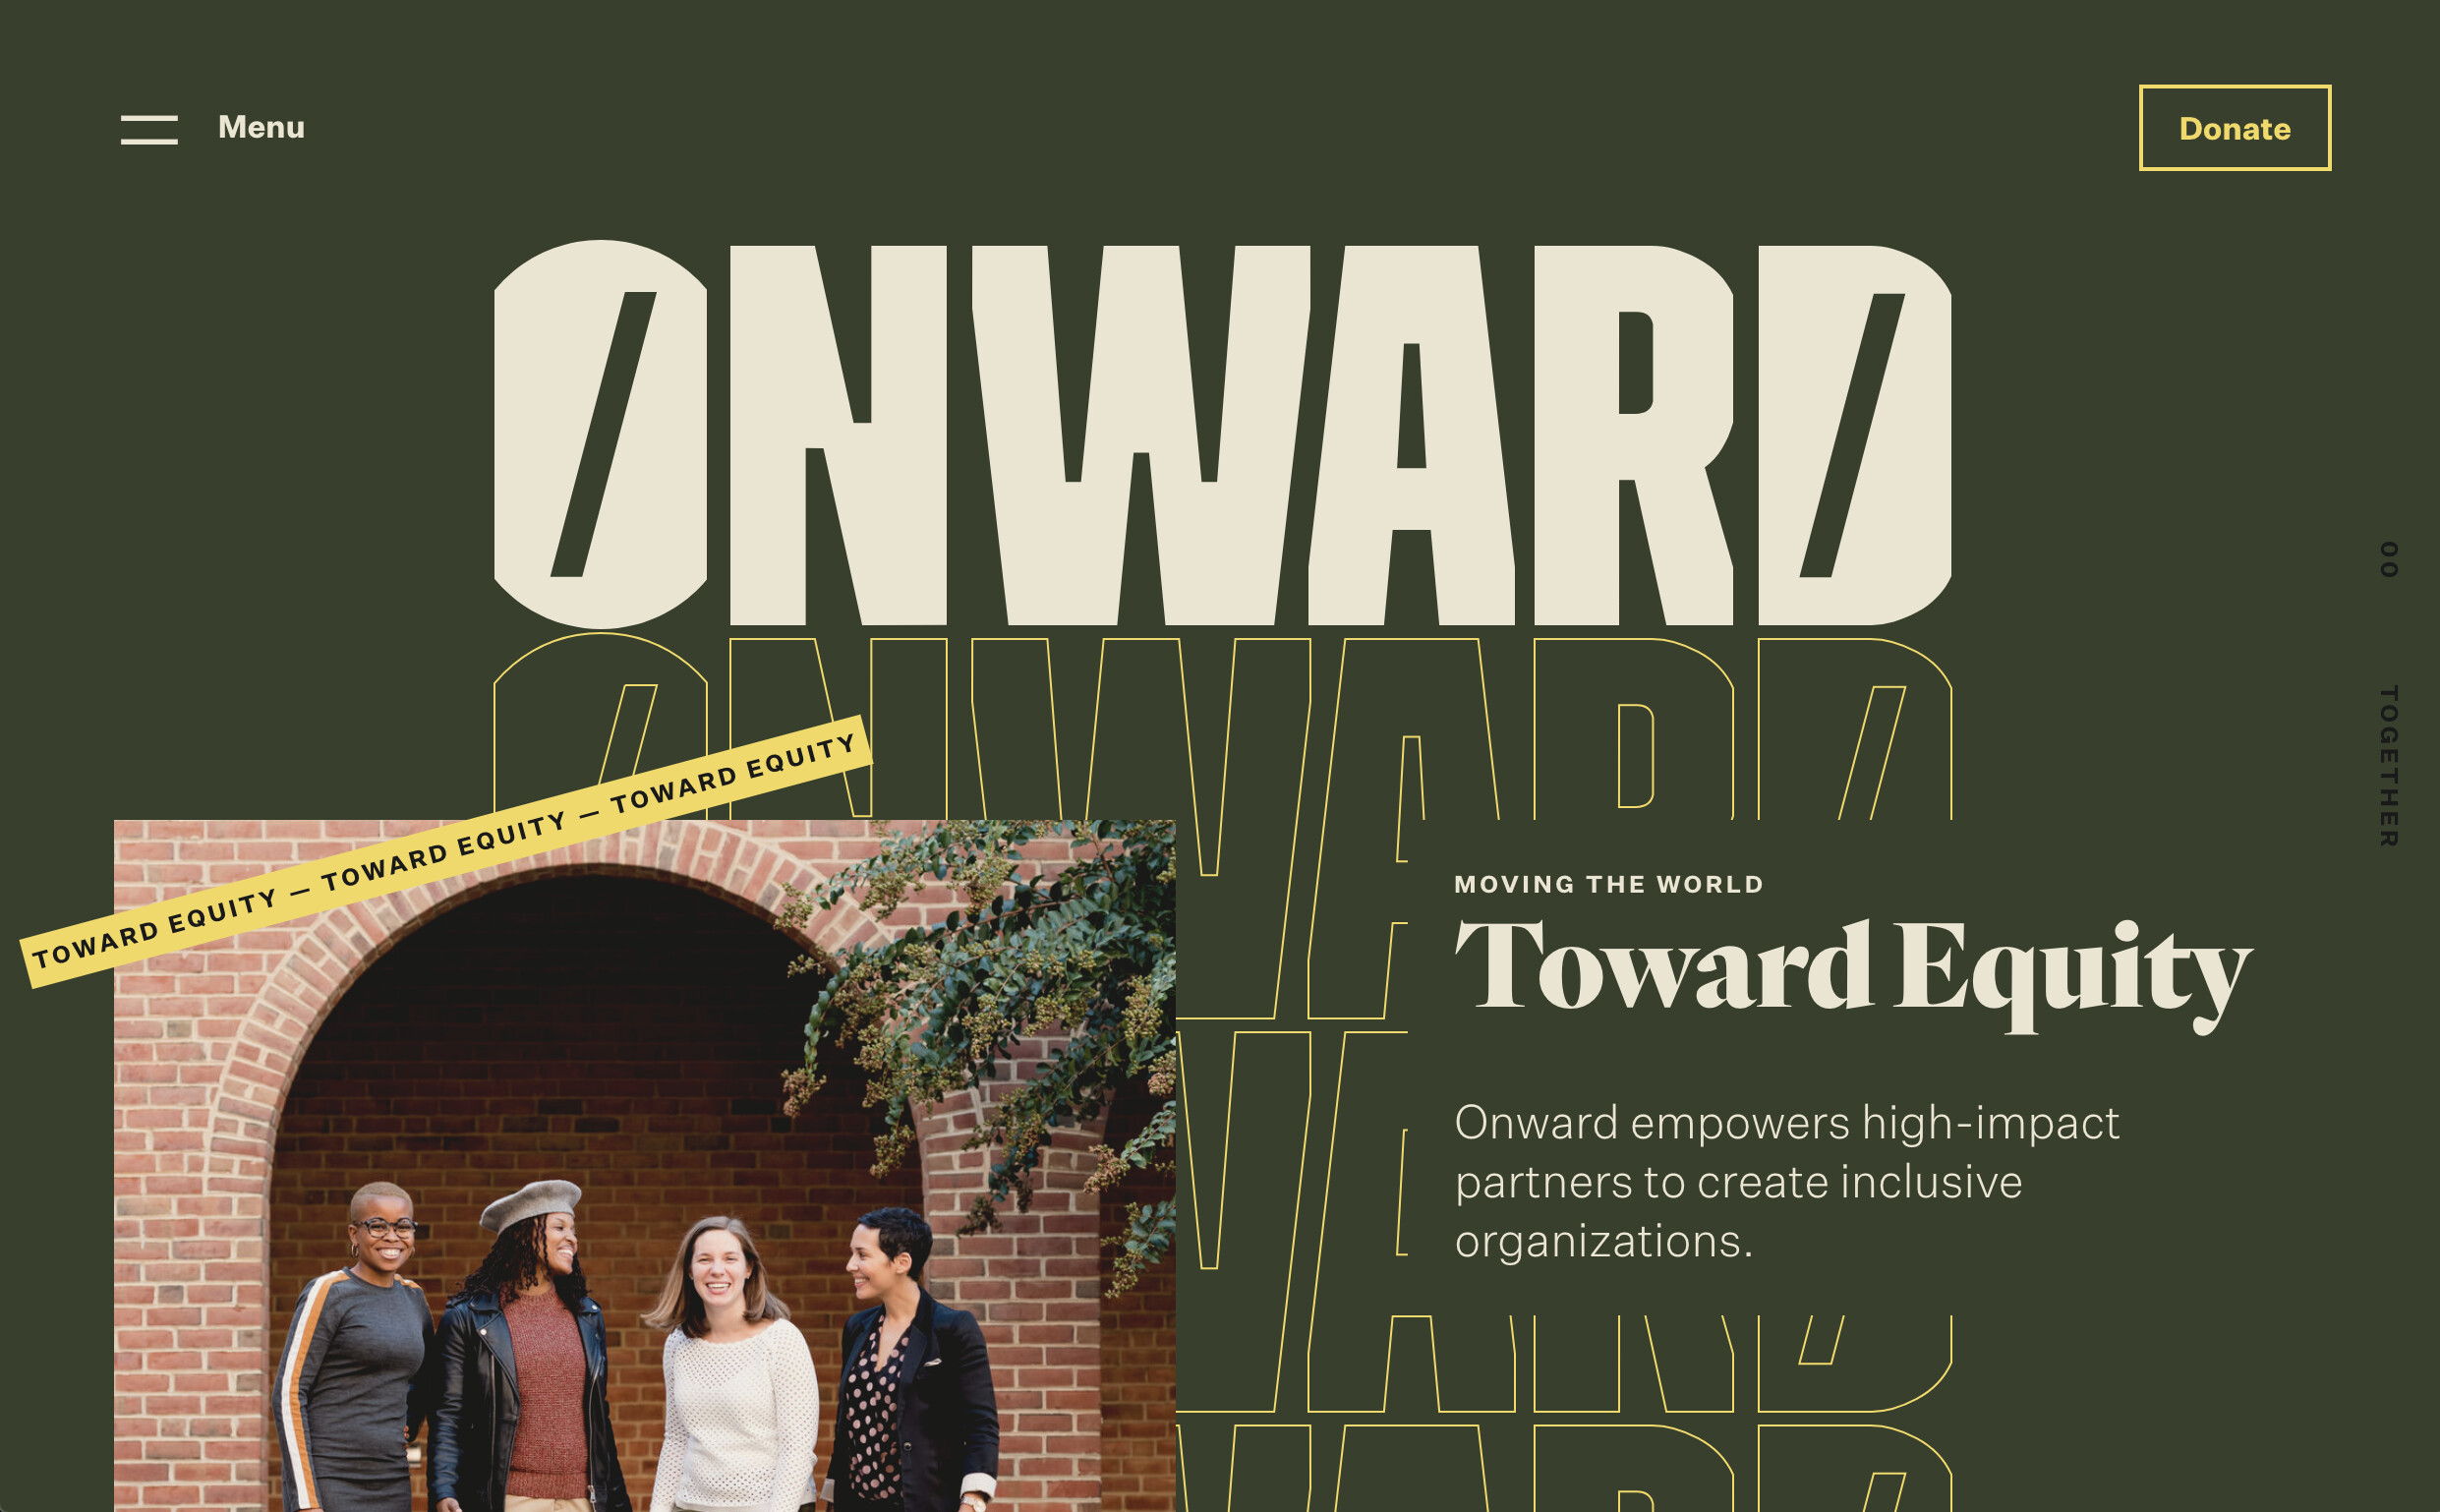 Menu
Donate
ONWARD
ONWARD
TOWARD EQUITY — TOWARD EQUITY — TOWARD EQUITY
00 TOGETHER
MOVING THE WORLD
Toward Equity
Onward empowers high-impact
partners to create inclusive
organizations.